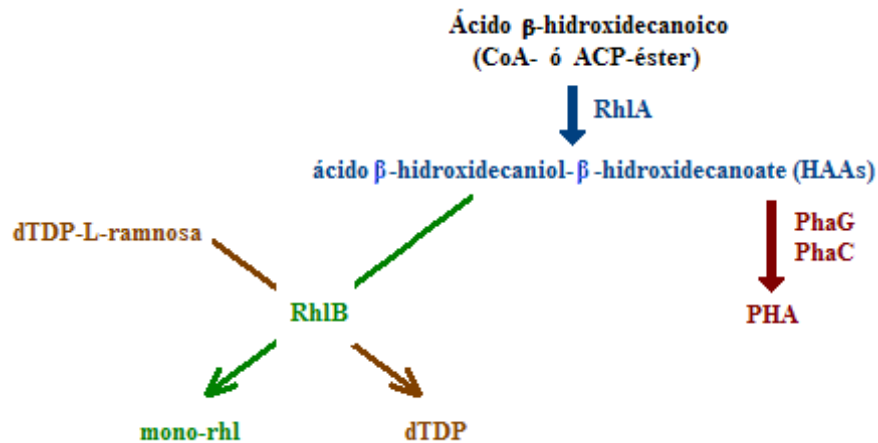 Ácido β-hidroxidecanoico
(CoA- ó ACP-éster)
RhlA
ácido β-hidroxidecaniol-β-hidroxidecanoate (HAAs)
dTDP-L-ramnosa
PhaG
PhaC
RhlB
PHA
mono-rhl
dTDP